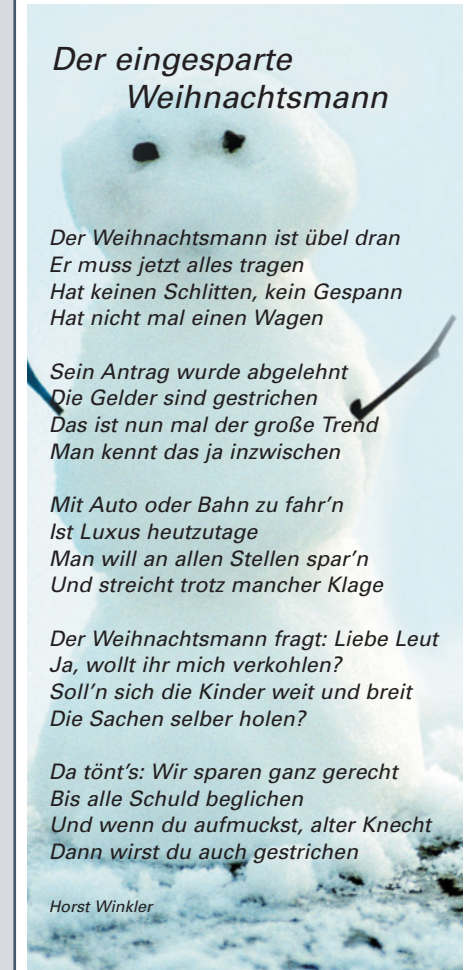 Der eingesparte
Weihnachtsmann
Der Weihnachtsmann ist übel dran
Er muss jetzt alles tragen
Hat keinen Schlitten, kein Gespann
Hat nicht mal einen Wagen
Sein Antrag wurde abgelehnt
Die Gelder sind gestrichen
Das ist nun mal der große Trend
Man kennt das ja inzwischen
Mit Auto oder Bahn zu fahr'n
Ist Luxus heutzutage
Man will an allen Stellen spar'n
Und streicht trotz mancher Klage
Der Weihnachtsmann fragt: Liebe Leut
Ja, wollt ihr mich verkohlen?
Soll'n sich die Kinder weit und breit
Die Sachen selber holen?
Da tönt's: Wir sparen ganz gerecht
Bis alle Schuld beglichen
Und wenn du aufmuckst, alter Knecht
Dann wirst du auch gestrichen
Horst Winkler